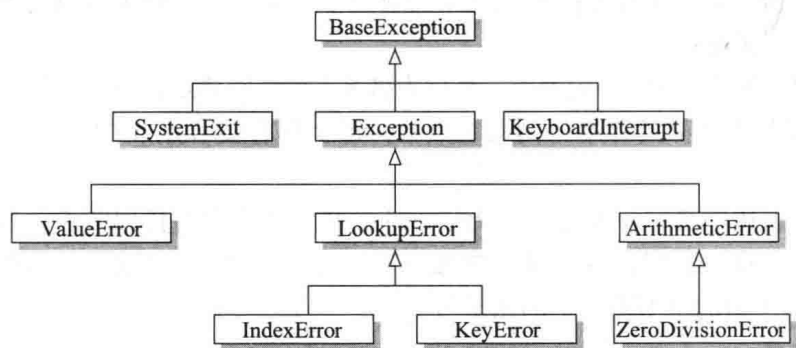 BaseException
SystemExit Exception KeyboardInterrupt
ValueError LookupError ArithmeticError
IndexError KeyError ZeroDivisionError